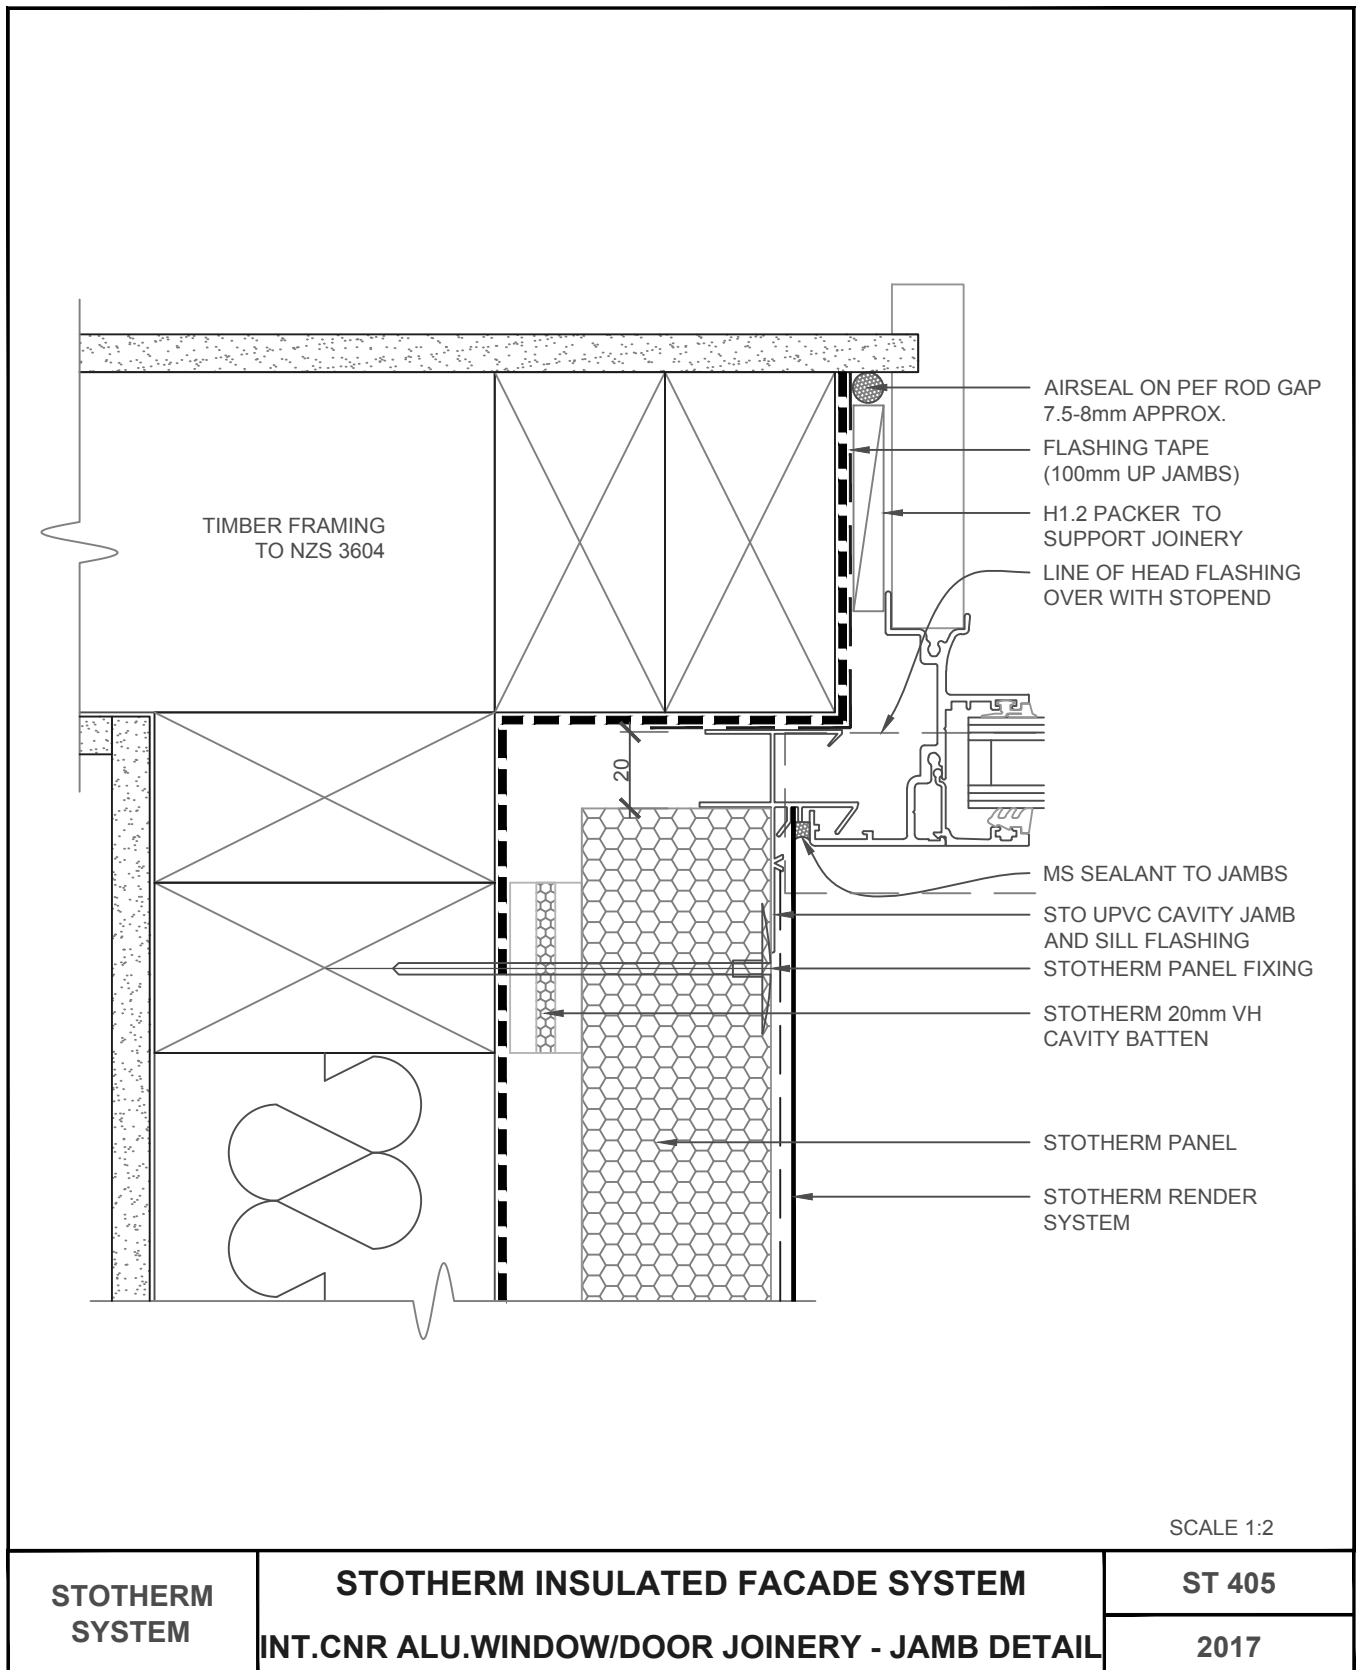 AIRSEAL ON PEF ROD GAP
7.5-8mm APPROX.
FLASHING TAPE
(100mm UP JAMBS)
H1.2 PACKER TO
SUPPORT JOINERY
LINE OF HEAD FLASHING
OVER WITH STOPEND
TIMBER FRAMING
TO NZS 3604
20
MS SEALANT TO JAMBS
STO UPVC CAVITY JAMB
AND SILL FLASHING
STOTHERM PANEL FIXING
STOTHERM 20mm VH
CAVITY BATTEN
STOTHERM PANEL
STOTHERM RENDER
SYSTEM
SCALE 1:2
STOTHERM
SYSTEM
STOTHERM INSULATED FACADE SYSTEM
INT.CNR ALU.WINDOW/DOOR JOINERY - JAMB DETAIL
ST 405
2017